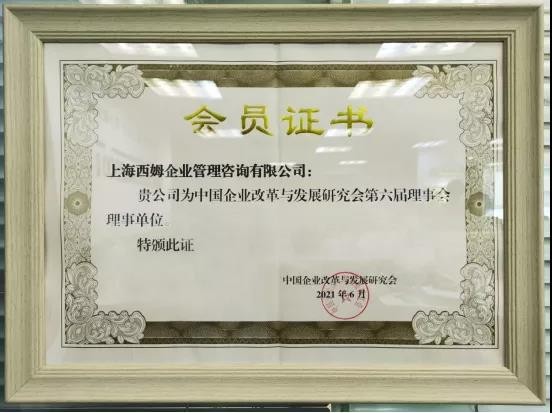 会员证书
上海西姆企业管理咨询有限公司：
贵公司为中国企业改革与发展研究会第六届理事会
理事单位。
特颁此证
中国企业改革与发展研究会
2021年6月